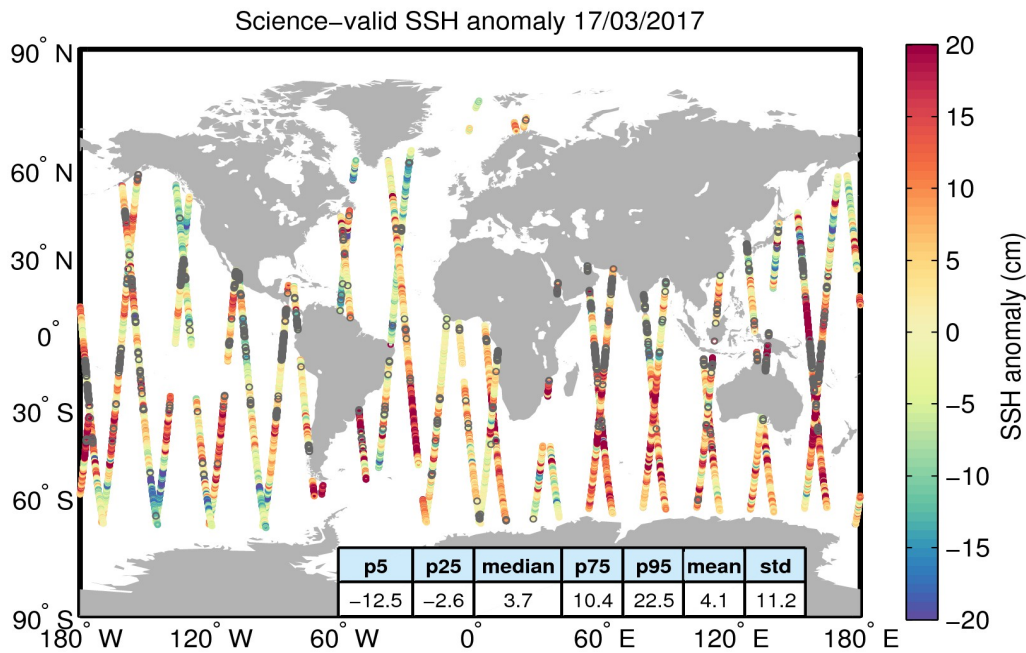 Science−valid SSH anomaly 17/03/2017
90° N
60° N
30° N
0°
30° S
60° S
90° S
180° W
120° W
60° W
0°
60° E
120° E
180° E
p5 p25 median p75 p95 mean std
−12.5 −2.6 3.7 10.4 22.5 4.1 11.2
20
15
10
5
0
−5
−10
−15
−20
SSH anomaly (cm)